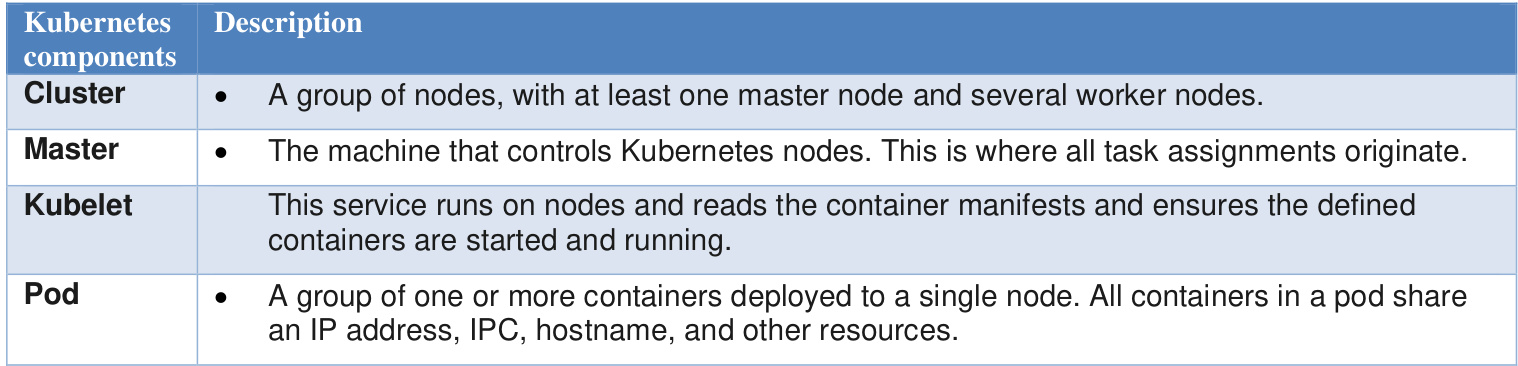 Kubernetes components Description
Cluster • A group of nodes, with at least one master node and several worker nodes.
Master • The machine that controls Kubernetes nodes. This is where all task assignments originate.
Kubelet This service runs on nodes and reads the container manifests and ensures the defined
containers are started and running.
Pod • A group of one or more containers deployed to a single node. All containers in a pod share
an IP address, IPC, hostname, and other resources.